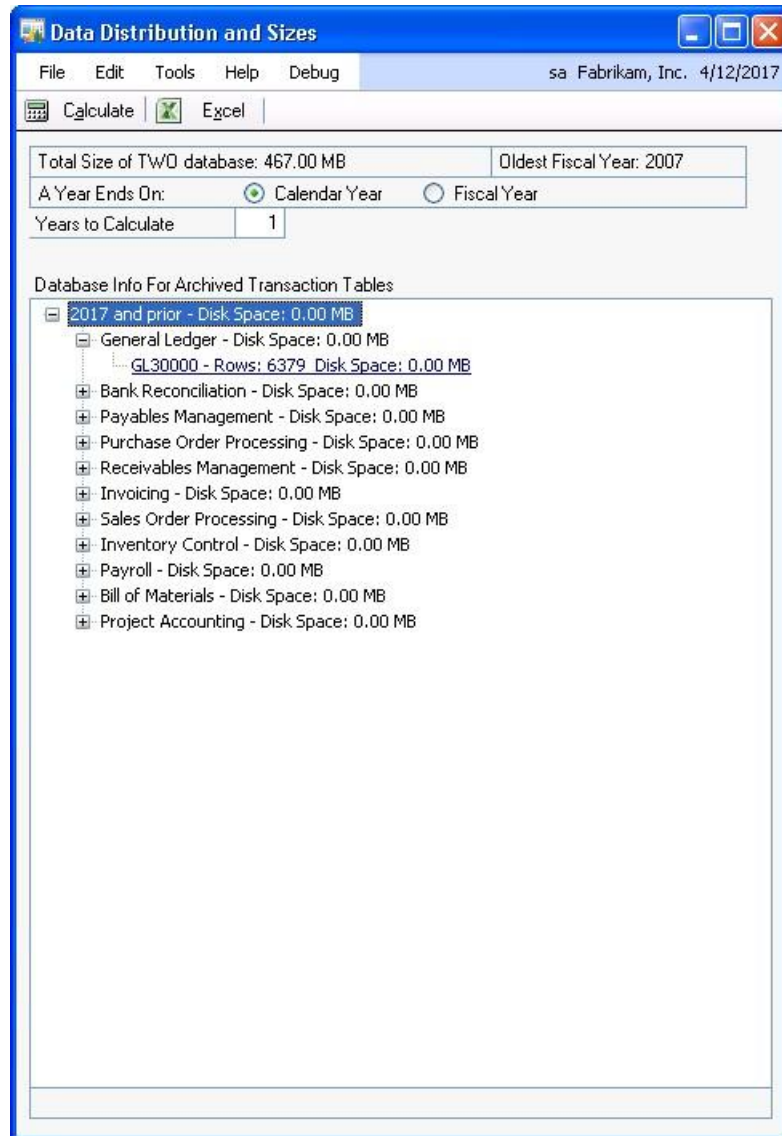 Data Distribution and Sizes
File Edit Tools Help Debug sa Fabrikam, Inc. 4/12/2017
Calculate Excel
Total Size of TWO database: 467.00 MB Oldest Fiscal Year: 2007
A Year Ends On: Calendar Year Fiscal Year
Years to Calculate 1
Database Info For Archived Transaction Tables
2017 and prior - Disk Space: 0.00 MB
General Ledger - Disk Space: 0.00 MB
GL30000 - Rows: 6379 Disk Space: 0.00 MB
Bank Reconciliation - Disk Space: 0.00 MB
Payables Management - Disk Space: 0.00 MB
Purchase Order Processing - Disk Space: 0.00 MB
Receivables Management - Disk Space: 0.00 MB
Invoicing - Disk Space: 0.00 MB
Sales Order Processing - Disk Space: 0.00 MB
Inventory Control - Disk Space: 0.00 MB
Payroll - Disk Space: 0.00 MB
Bill of Materials - Disk Space: 0.00 MB
Project Accounting - Disk Space: 0.00 MB